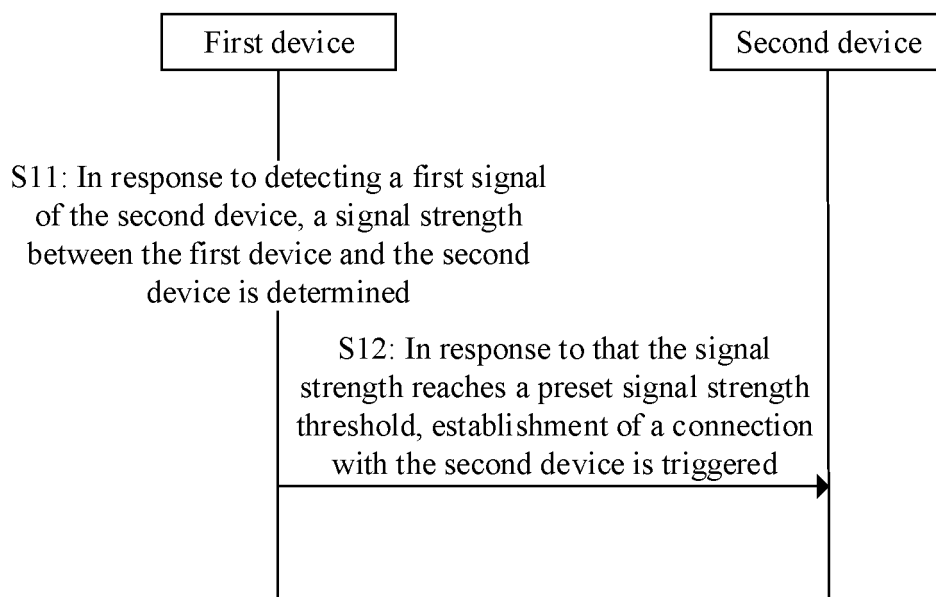 First device
Second device
S11: In response to detecting a first signal
of the second device, a signal strength
between the first device and the second
device is determined
S12: In response to that the signal
strength reaches a preset signal strength
threshold, establishment of a connection
with the second device is triggered